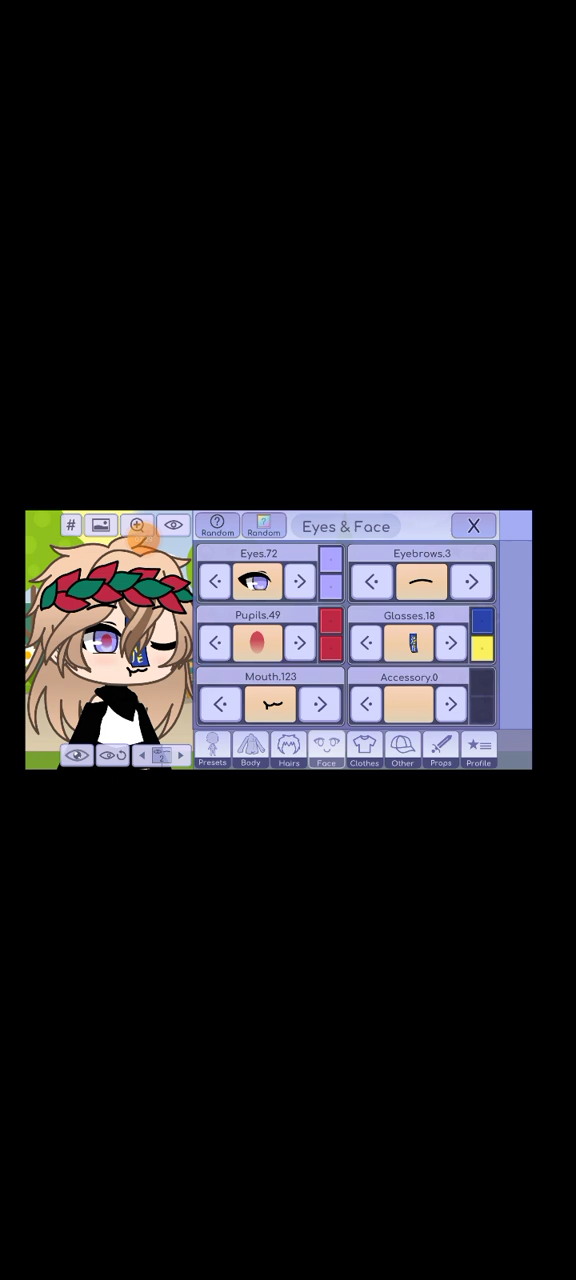 #
Random
Random
Eyes & Face
X
Eyes.72
Eyebrows.3
Pupils.49
Glasses.18
Mouth.123
Accessory.0
2
Presets
Body
Hairs
Face
Clothes
Other
Props
Profile